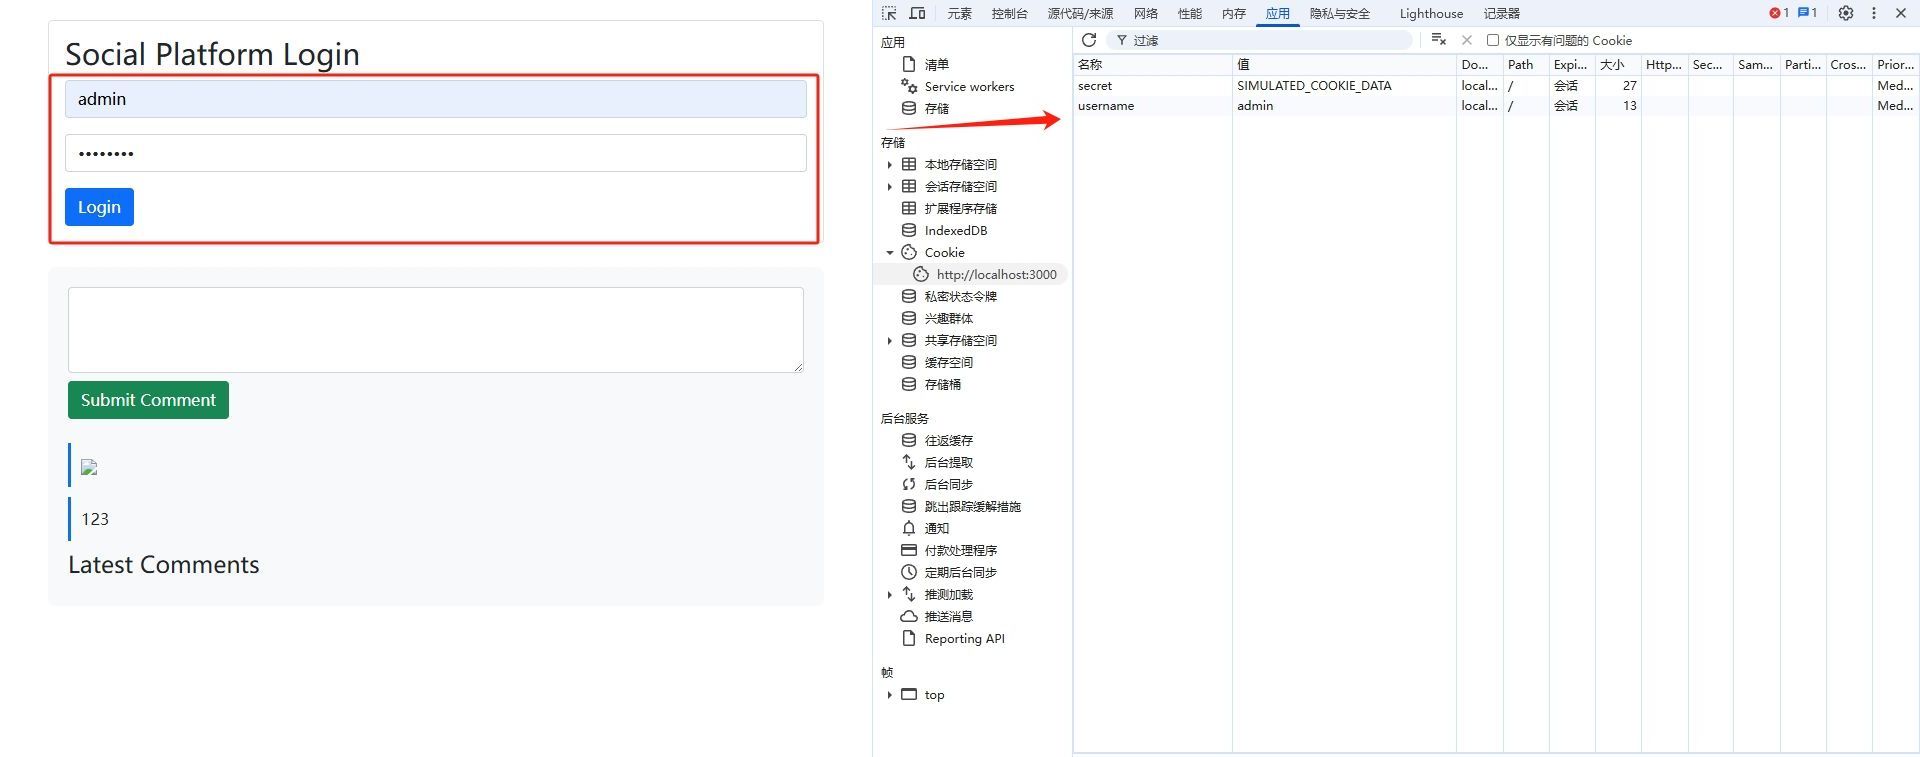 Social Platform Login
admin
••••••••
Login
Submit Comment
123
Latest Comments
元素 控制台 源代码/来源 网络 性能 内存 应用 隐私与安全 Lighthouse 记录器 1 1
应用
清单
Service workers
存储
存储
本地存储空间
会话存储空间
扩展程序存储
IndexedDB
Cookie
http://localhost:3000
私密状态令牌
兴趣群体
共享存储空间
缓存空间
存储桶
后台服务
往返缓存
后台提取
后台同步
跳出跟踪缓解措施
通知
付款处理程序
定期后台同步
推测加载
推送消息
Reporting API
帧
top
过滤 仅显示有问题的 Cookie
名称 值 Do... Path Expi... 大小 Http... Sec... Sam... Parti... Cros... Prior...
secret SIMULATED_COOKIE_DATA local... / 会话 27 Med...
username admin local... / 会话 13 Med...